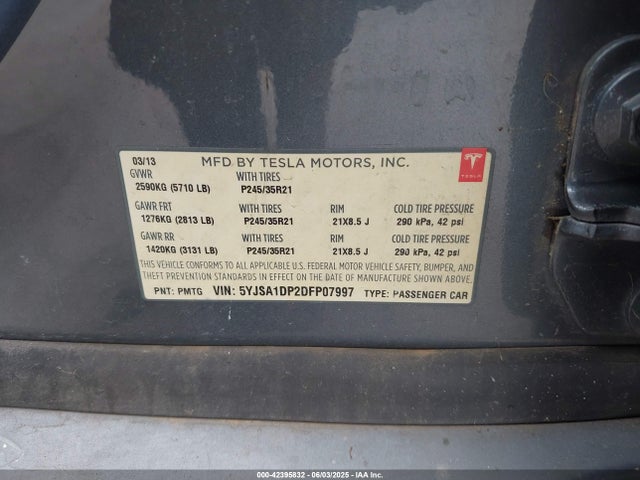 03/13 MFD BY TESLA MOTORS, INC.
GVWR WITH TIRES
2590KG (5710 LB) P245/35R21
TESLA
GAWR FRT WITH TIRES RIM COLD TIRE PRESSURE
1276KG (2813 LB) P245/35R21 21X8.5 J 290 kPa, 42 psi
GAWR RR WITH TIRES RIM COLD TIRE PRESSURE
1420KG (3131 LB) P245/35R21 21X8.5 J 290 kPa, 42 psi
THIS VEHICLE CONFORMS TO ALL APPLICABLE U.S. FEDERAL MOTOR VEHICLE SAFETY, BUMPER, AND
THEFT PREVENTION STANDARDS IN EFFECT ON THE DATE OF MANUFACTURE SHOWN ABOVE.
PNT: PMTG VIN: 5YJSA1DP2DFP07997 TYPE: PASSENGER CAR
000-42395832 - 06/03/2025 - IAAI.COM